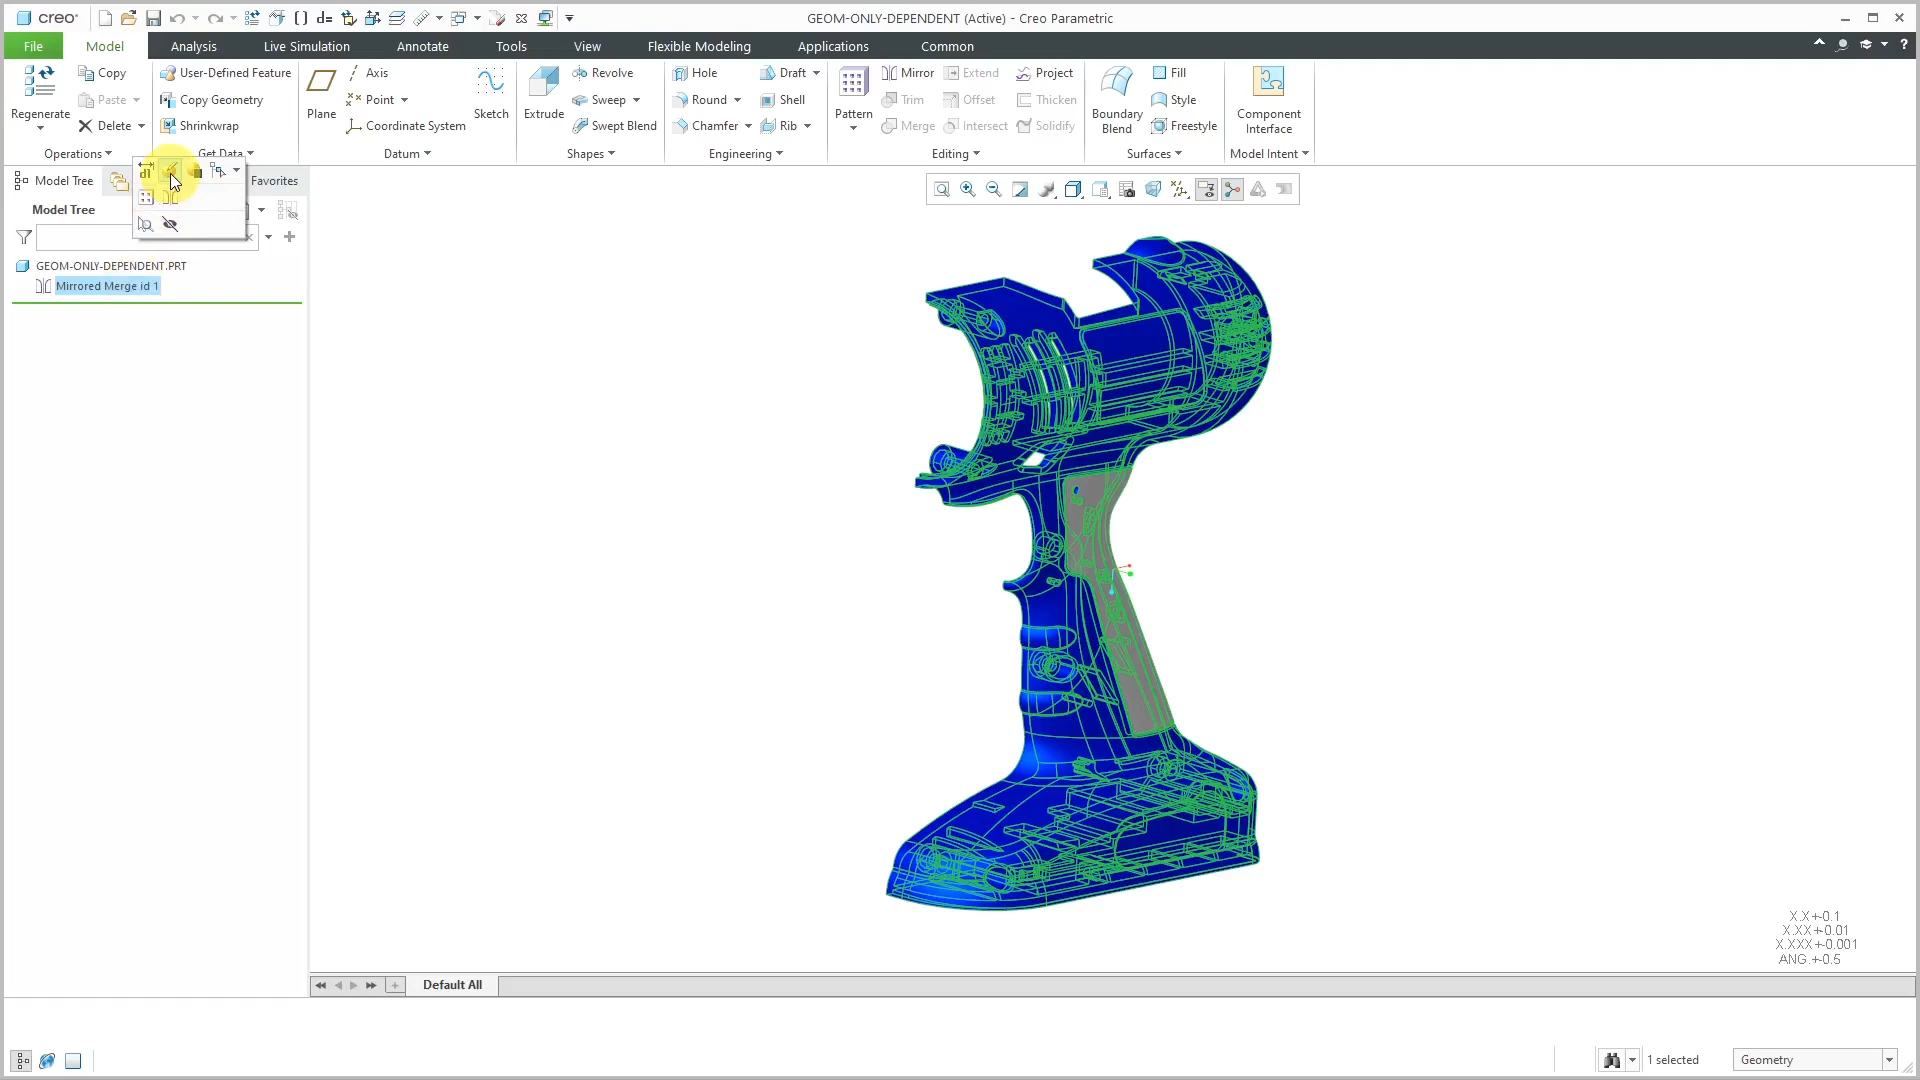 creo
GEOM-ONLY-DEPENDENT (Active) - Creo Parametric
File
Model
Analysis
Live Simulation
Annotate
Tools
View
Flexible Modeling
Applications
Common
Regenerate
Copy
Paste
Delete
Operations
User-Defined Feature
Copy Geometry
Shrinkwrap
Get Data
Plane
Axis
Point
Coordinate System
Sketch
Datum
Extrude
Revolve
Sweep
Swept Blend
Shapes
Hole
Round
Chamfer
Draft
Shell
Rib
Engineering
Pattern
Mirror
Trim
Merge
Extend
Offset
Intersect
Project
Thicken
Solidify
Editing
Boundary
Blend
Fill
Style
Freestyle
Surfaces
Component
Interface
Model Intent
Model Tree
Favorites
Model Tree
GEOM-ONLY-DEPENDENT.PRT
Mirrored Merge id 1
X.X+-0.1
X.XX+-0.01
X.XXX+-0.001
ANG.+-0.5
Default All
1 selected
Geometry